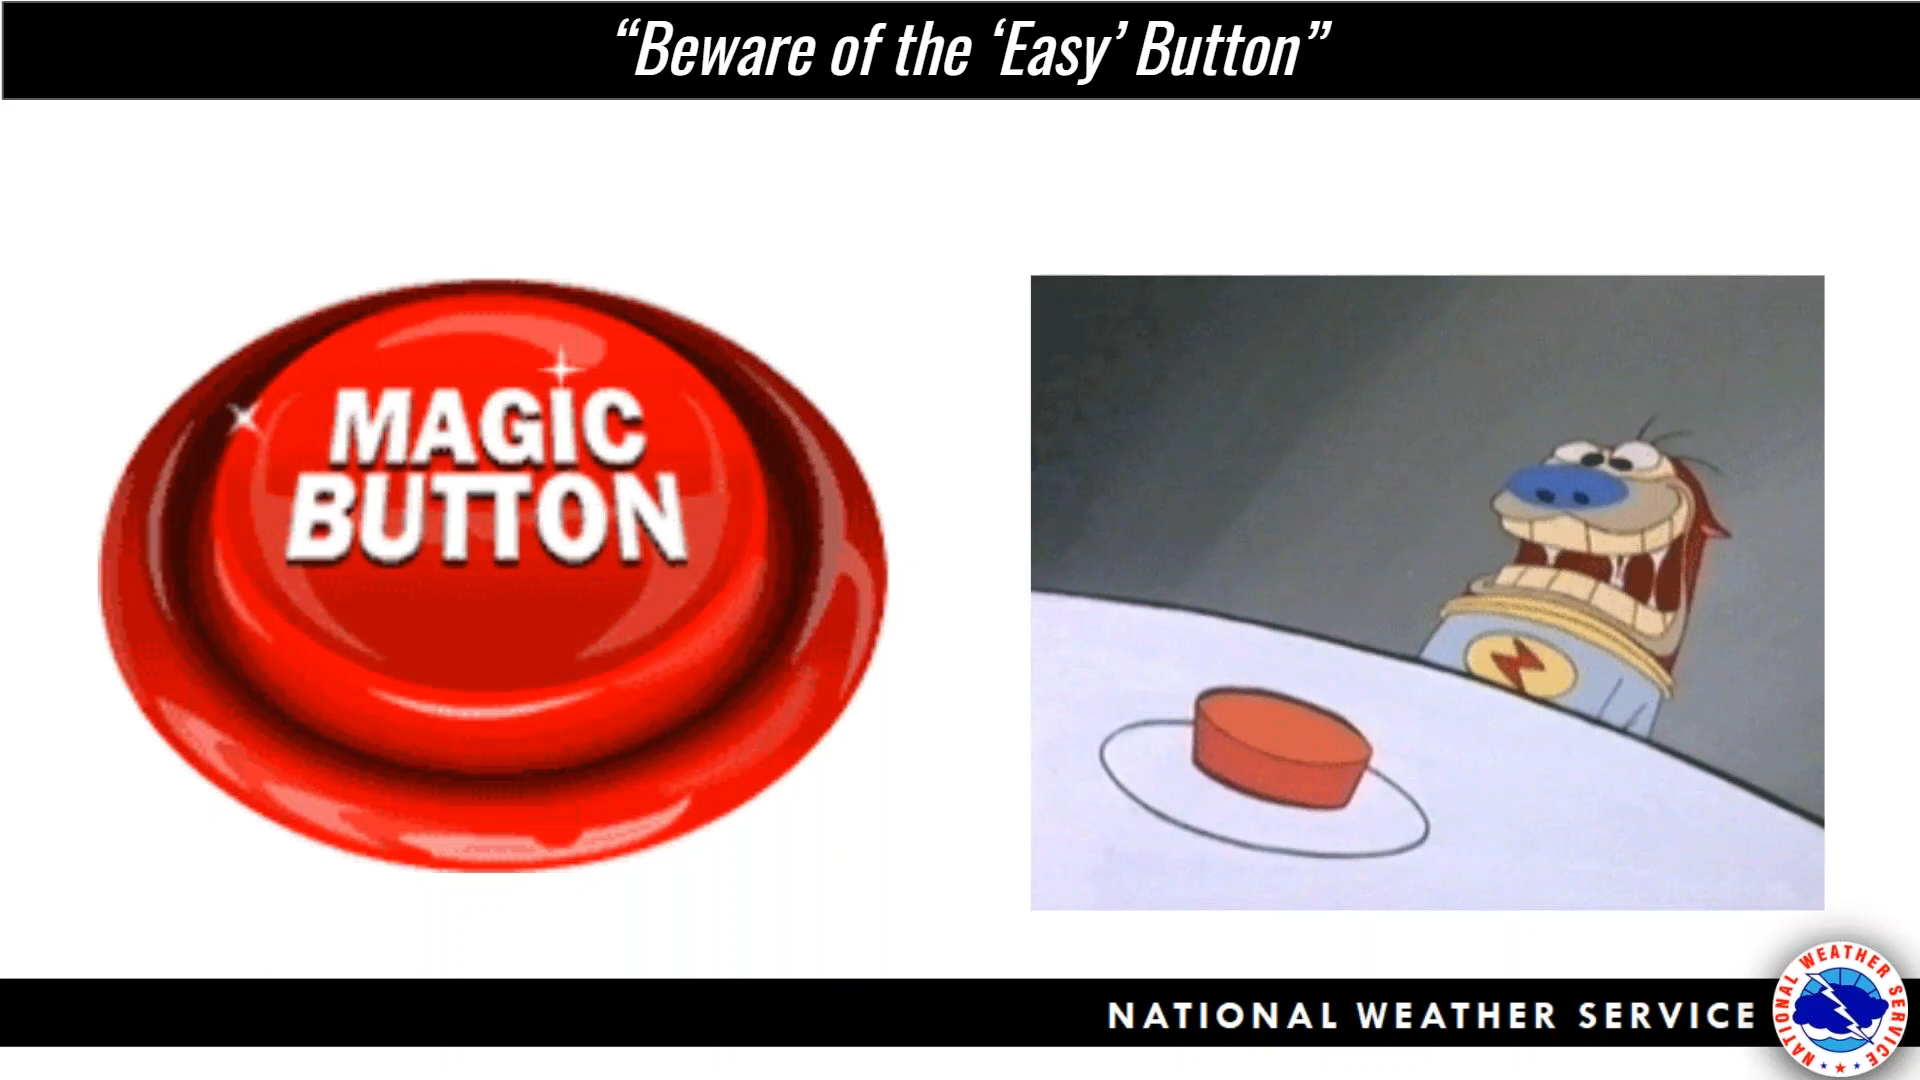 “Beware of the ‘Easy’ Button”
MAGIC
BUTTON
NATIONAL WEATHER SERVICE
NATIONAL WEATHER SERVICE